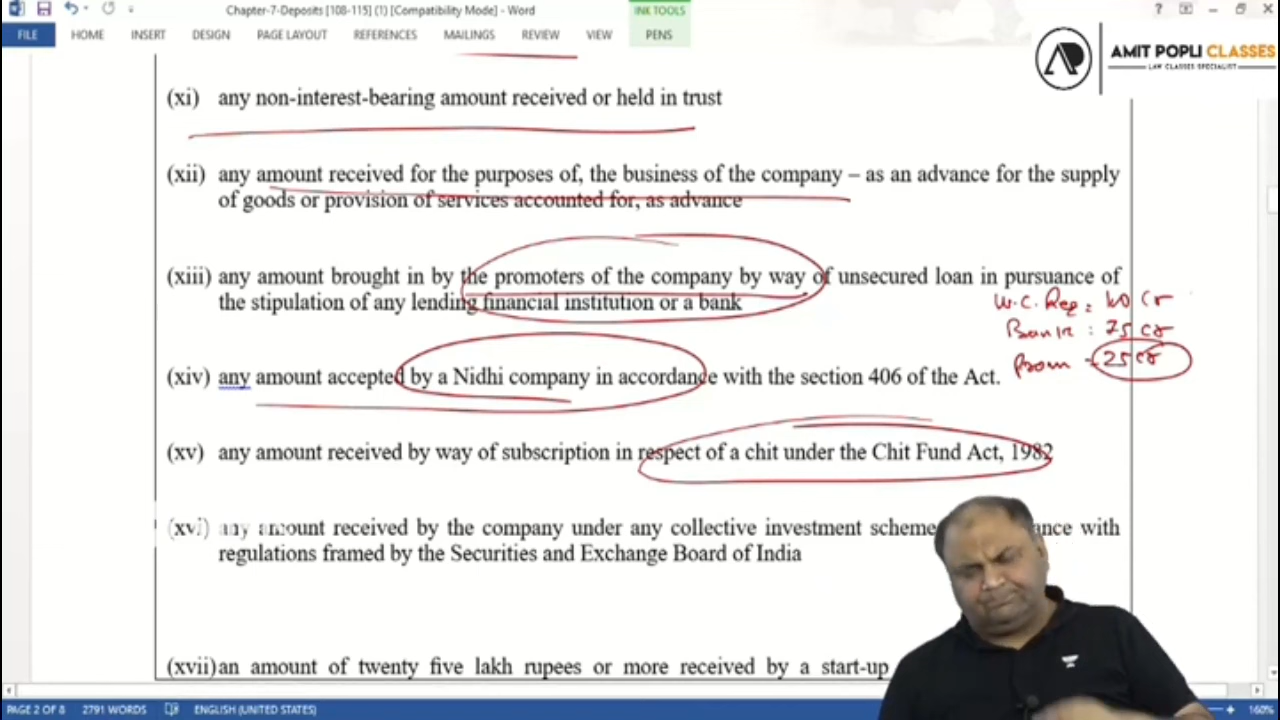 Chapter-7-Deposits [108-115] (1) [Compatibility Mode] - Word
INK TOOLS
FILE HOME INSERT DESIGN PAGE LAYOUT REFERENCES MAILINGS REVIEW VIEW PENS
AMIT POPLI CLASSES
LAW CLASSES SPECIALIST
(xi) any non-interest-bearing amount received or held in trust
(xii) any amount received for the purposes of, the business of the company – as an advance for the supply
of goods or provision of services accounted for, as advance
(xiii) any amount brought in by the promoters of the company by way of unsecured loan in pursuance of
the stipulation of any lending financial institution or a bank
W.C. Req =
Bank : 75 cr
Prom - 25 cr
(xiv) any amount accepted by a Nidhi company in accordance with the section 406 of the Act.
(xv) any amount received by way of subscription in respect of a chit under the Chit Fund Act, 1982
(xvi) any amount received by the company under any collective investment scheme with
regulations framed by the Securities and Exchange Board of India
(xvii) an amount of twenty five lakh rupees or more received by a start-up
PAGE 2 OF 8 2791 WORDS ENGLISH (UNITED STATES) 160%